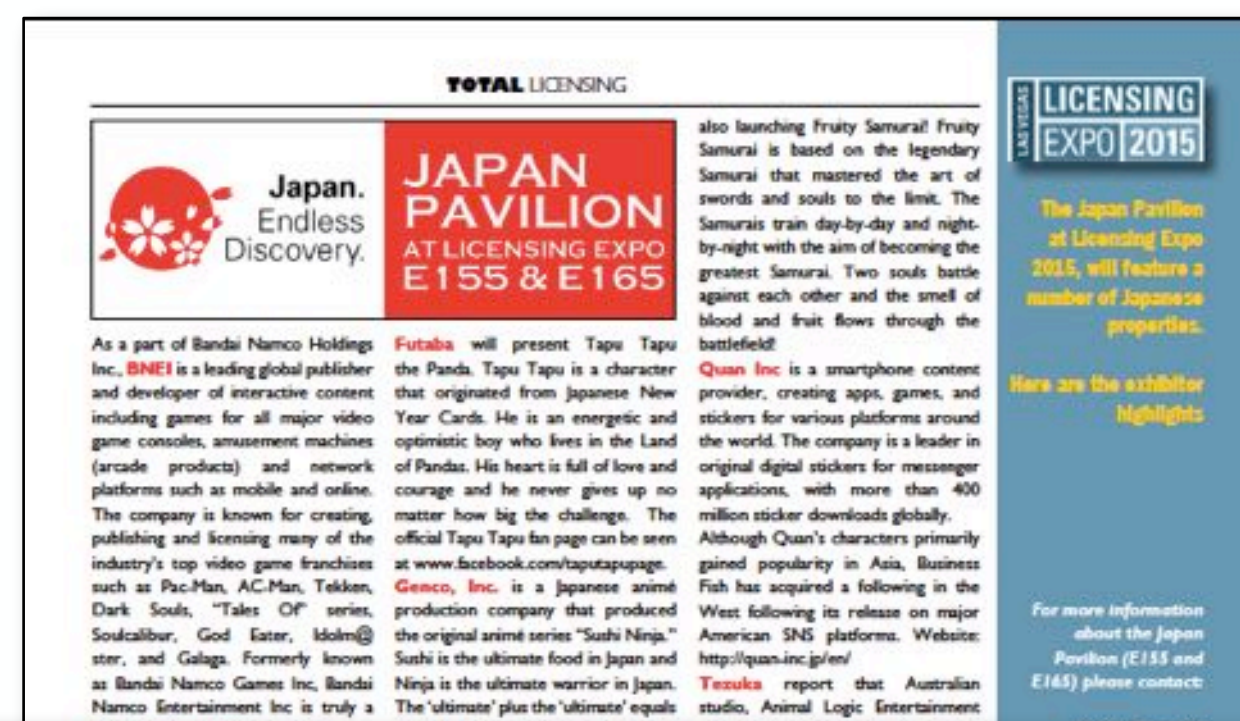 TOTAL LICENSING
Japan.
Endless
Discovery.
JAPAN
PAVILION
AT LICENSING EXPO
E155 & E165
As a part of Bandai Namco Holdings
Inc., BNEI is a leading global publisher
and developer of interactive content
including games for all major video
game consoles, amusement machines
(arcade products) and network
platforms such as mobile and online.
The company is known for creating,
publishing and licensing many of the
industry's top video game franchises
such as Pac-Man, AC-Man, Tekken,
Dark Souls, "Tales Of" series,
Soulcalibur, God Eater, Idolm@
ster, and Galaga. Formerly known
as Bandai Namco Games Inc, Bandai
Namco Entertainment Inc is truly a
Futaba will present Tapu Tapu
the Panda. Tapu Tapu is a character
that originated from Japanese New
Year Cards. He is an energetic and
optimistic boy who lives in the Land
of Pandas. His heart is full of love and
courage and he never gives up no
matter how big the challenge. The
official Tapu Tapu fan page can be seen
at www.facebook.com/taputapupage.
Genco, Inc. is a Japanese animé
production company that produced
the original animé series "Sushi Ninja."
Sushi is the ultimate food in Japan and
Ninja is the ultimate warrior in Japan.
The 'ultimate' plus the 'ultimate' equals
also launching Fruity Samurai! Fruity
Samurai is based on the legendary
Samurai that mastered the art of
swords and souls to the limit. The
Samurais train day-by-day and night-
by-night with the aim of becoming the
greatest Samurai. Two souls battle
against each other and the smell of
blood and fruit flows through the
battlefield!
Quan Inc is a smartphone content
provider, creating apps, games, and
stickers for various platforms around
the world. The company is a leader in
original digital stickers for messenger
applications, with more than 400
million sticker downloads globally.
Although Quan's characters primarily
gained popularity in Asia, Business
Fish has acquired a following in the
West following its release on major
American SNS platforms. Website:
http://quan-inc.jp/en/
Tezuka report that Australian
studio, Animal Logic Entertainment
LAS VEGAS
LICENSING
EXPO 2015
The Japan Pavilion
at Licensing Expo
2015, will feature a
number of Japanese
properties.
Here are the exhibitor
highlights
For more information
about the Japan
Pavilion (E155 and
E165) please contact: